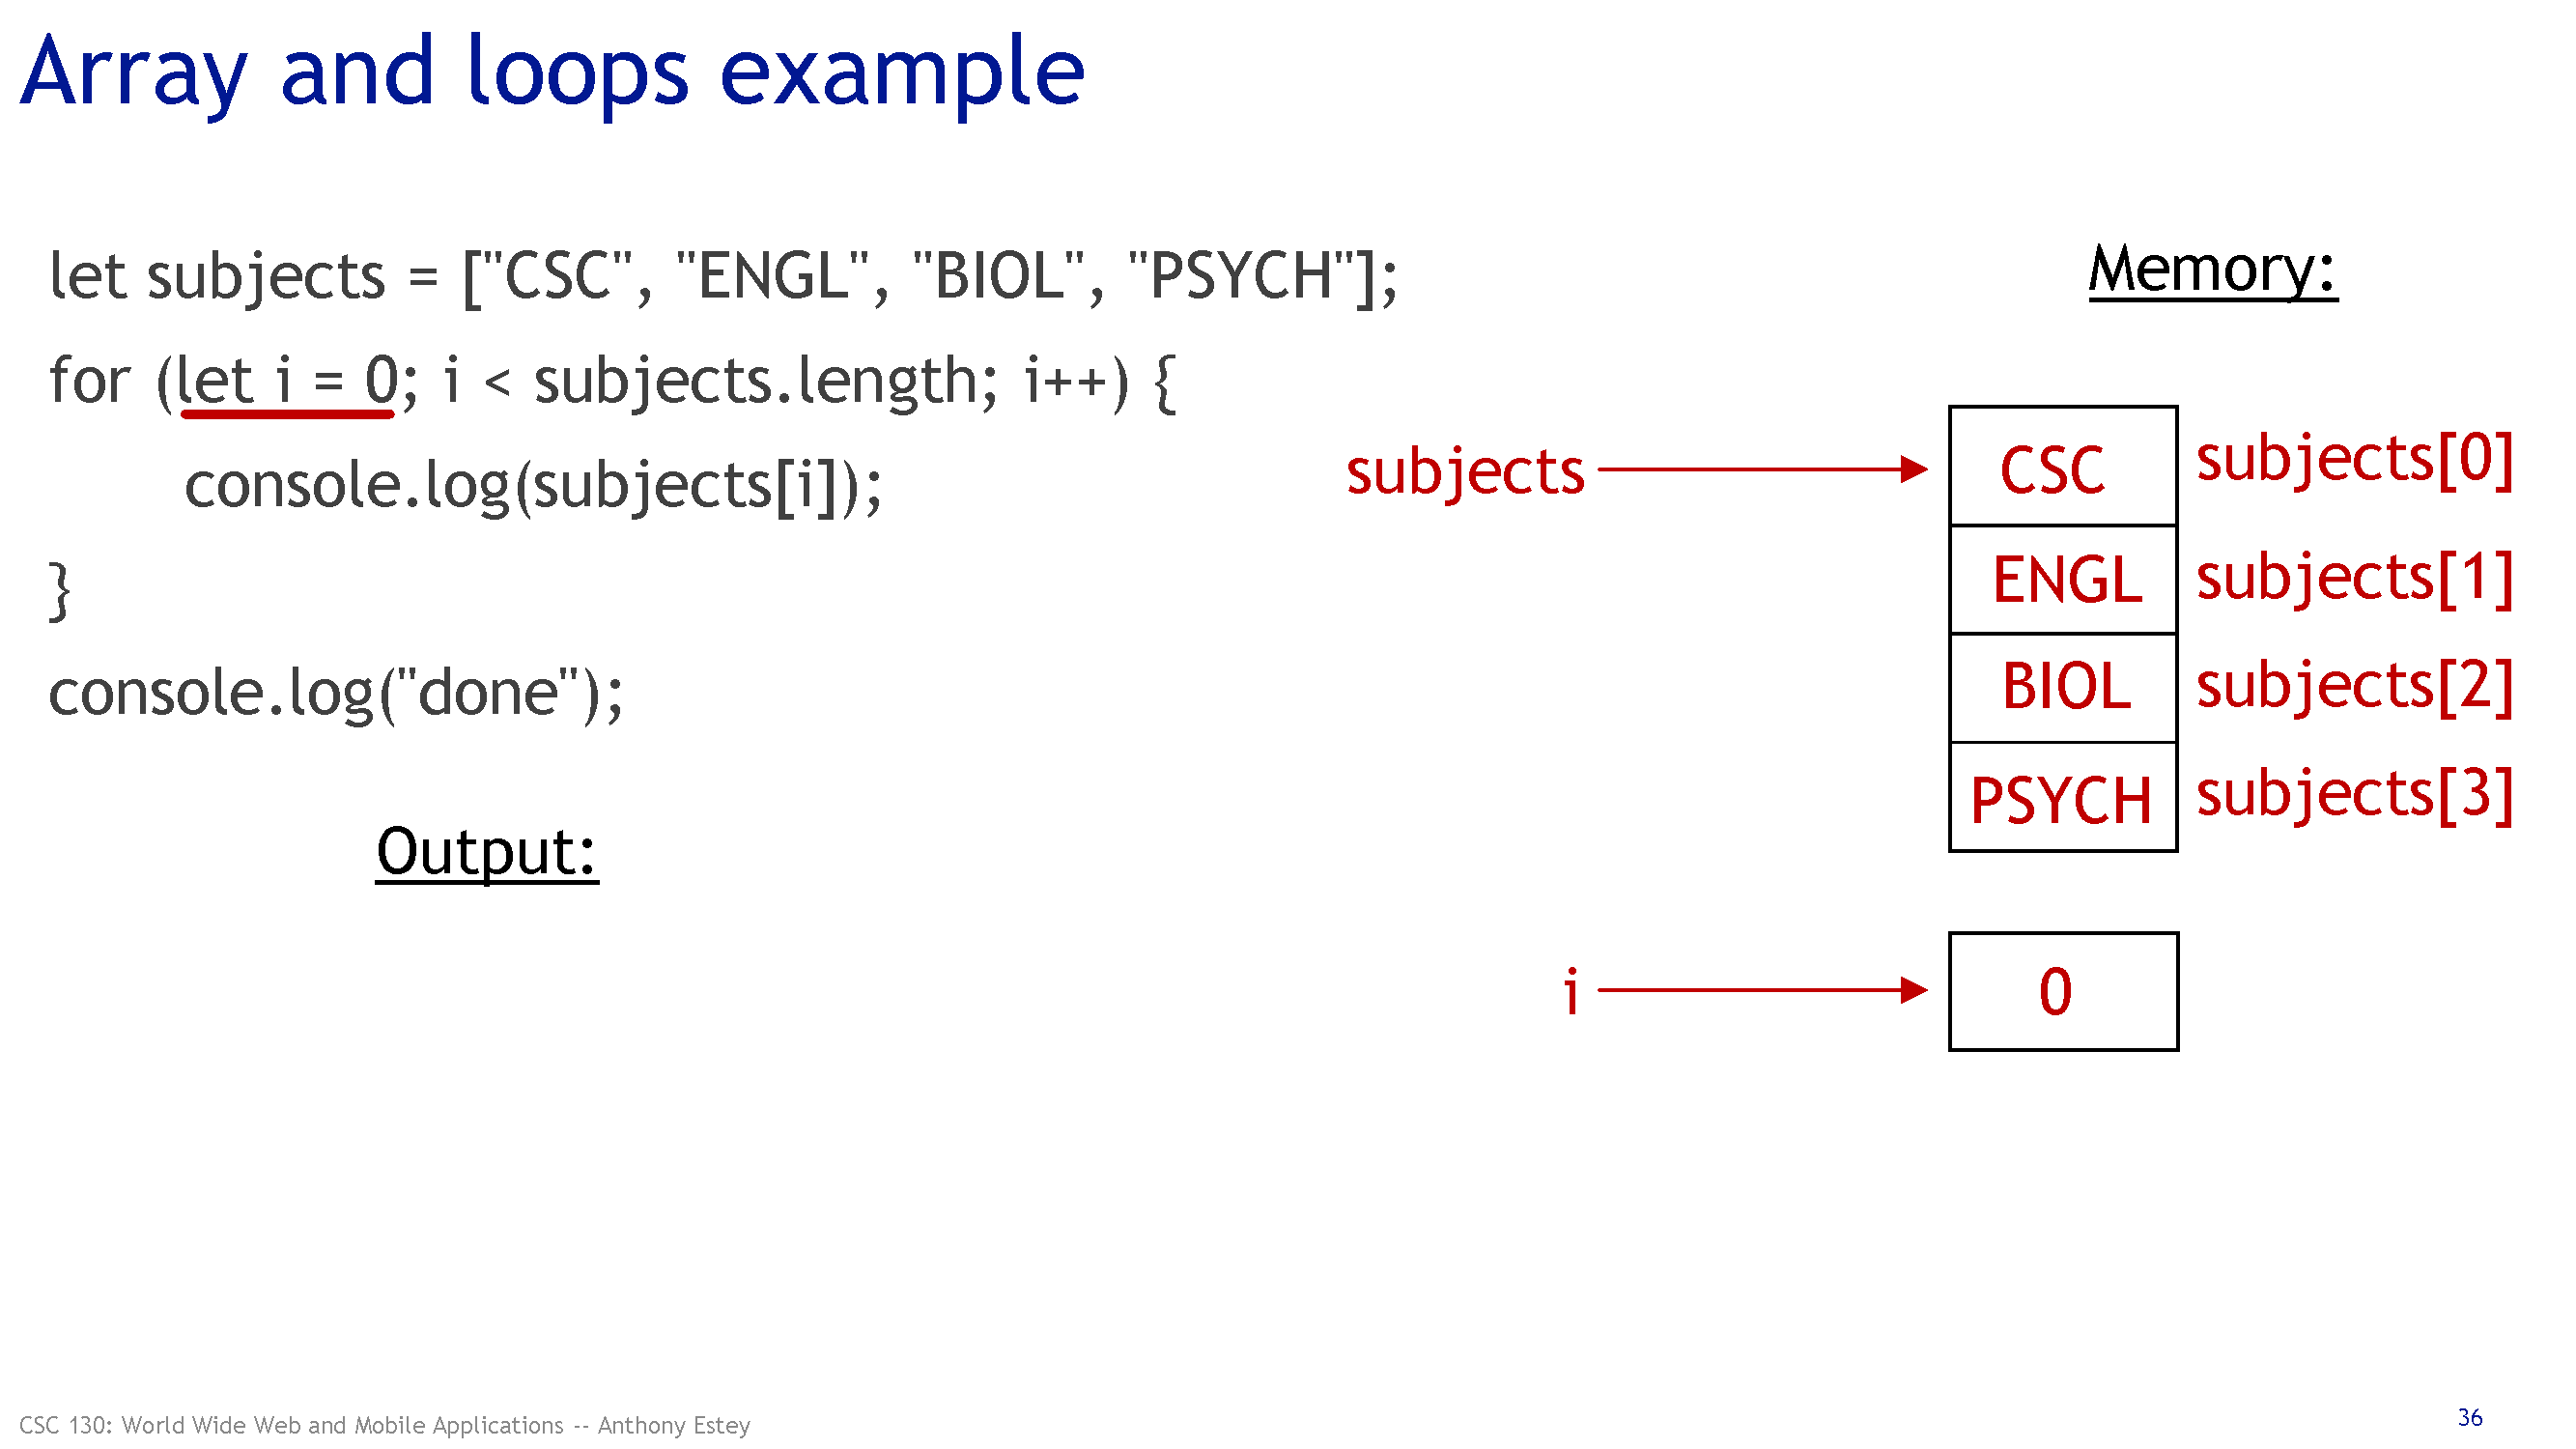 Array and loops example
let subjects = ["CSC", "ENGL", "BIOL", "PSYCH"];
for (let i = 0; i < subjects.length; i++) {
console.log(subjects[i]);
}
console.log("done");
Output:
Memory:
subjects
CSC subjects[0]
ENGL subjects[1]
BIOL subjects[2]
PSYCH subjects[3]
i
0
CSC 130: World Wide Web and Mobile Applications -- Anthony Estey
36